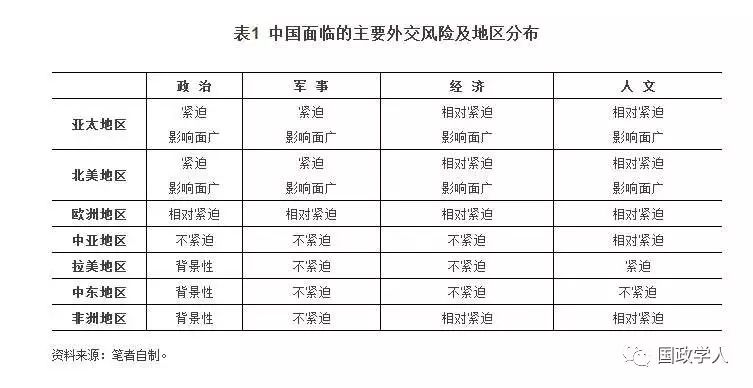 表1 中国面临的主要外交风险及地区分布
政 治 军 事 经 济 人 文
亚太地区 紧迫 紧迫 相对紧迫 相对紧迫
影响面广 影响面广 影响面广 影响面广
北美地区 紧迫 紧迫 相对紧迫 相对紧迫
影响面广 影响面广 影响面广 影响面广
欧洲地区 相对紧迫 相对紧迫 相对紧迫 相对紧迫
中亚地区 不紧迫 不紧迫 不紧迫 相对紧迫
拉美地区 背景性 不紧迫 不紧迫 紧迫
中东地区 背景性 不紧迫 不紧迫 不紧迫
非洲地区 背景性 不紧迫 相对紧迫 相对紧迫
资料来源：笔者自制。
国政学人